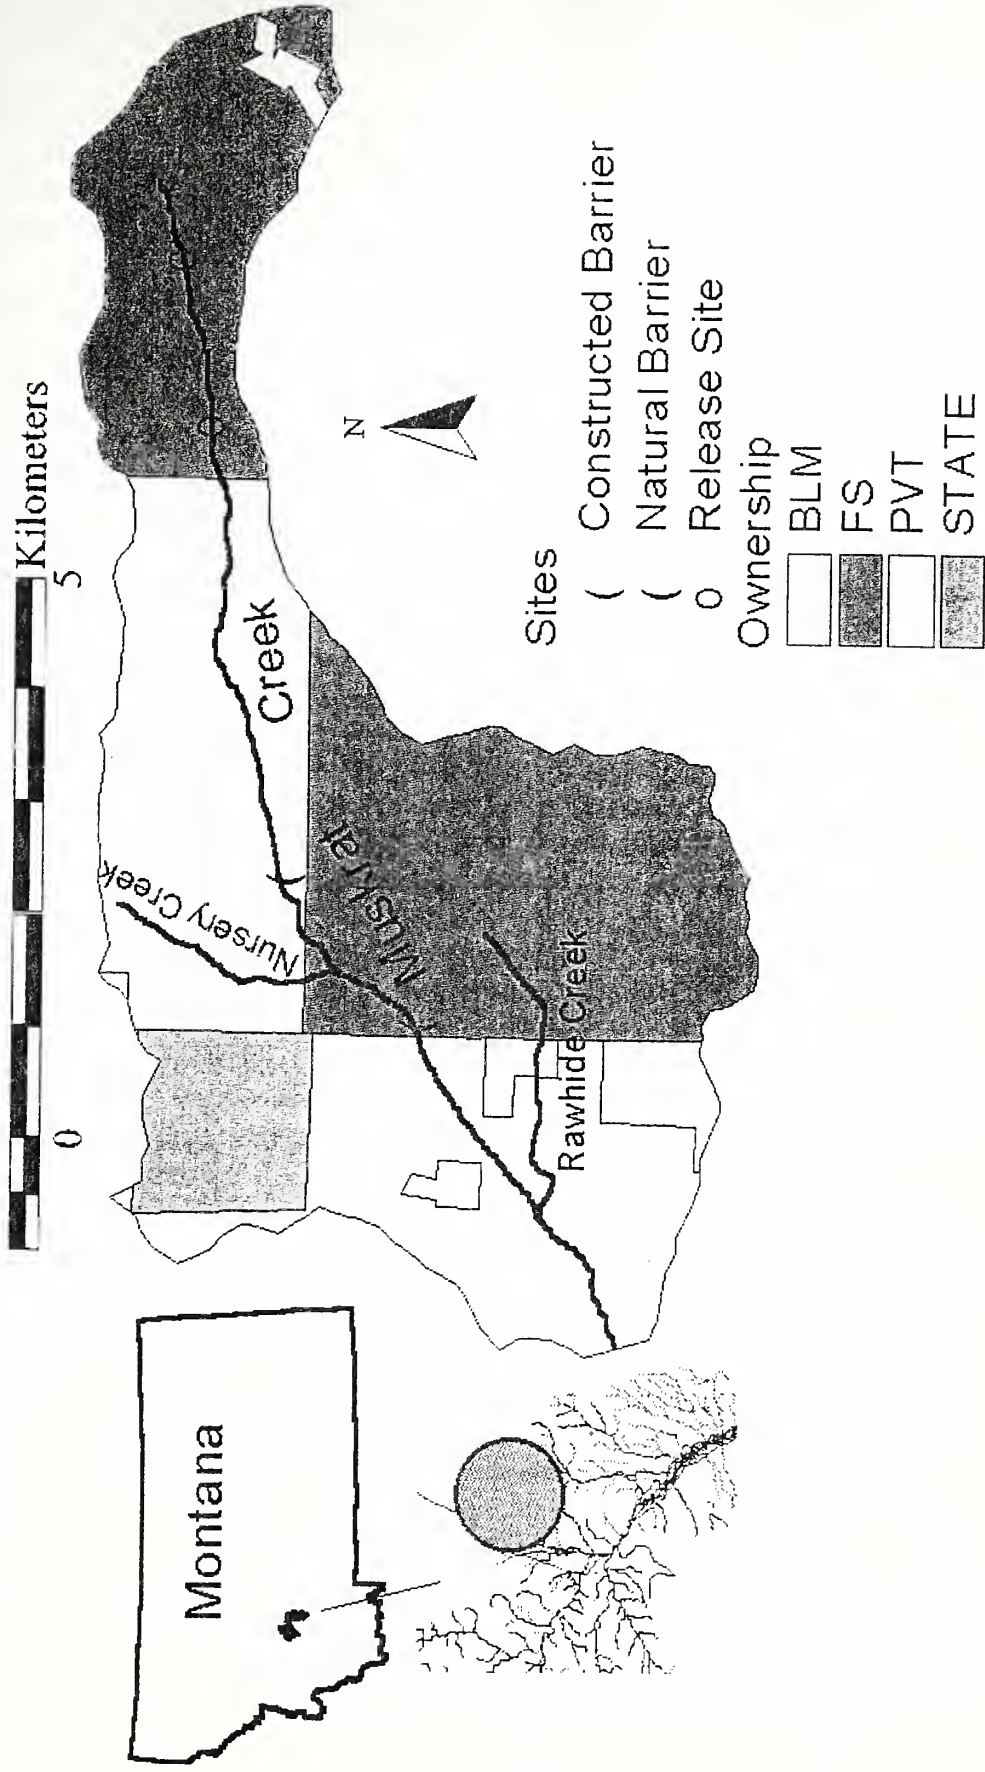 Montana
0
5
Kilometers
Nursery Creek
Muskrat
Creek
Rawhide Creek
N
Sites
( Constructed Barrier
( Natural Barrier
O Release Site
Ownership
BLM
FS
PVT
STATE